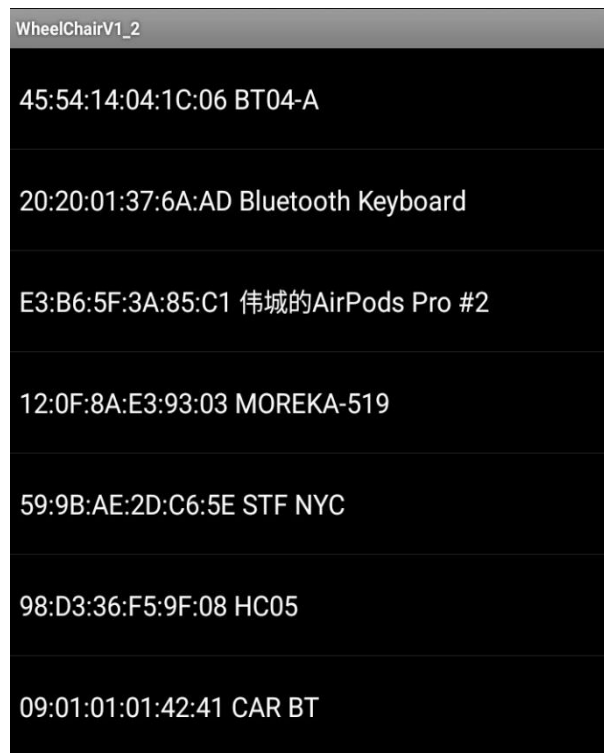 WheelChairV1_2
45:54:14:04:1C:06 BT04-A
20:20:01:37:6A:AD Bluetooth Keyboard
E3:B6:5F:3A:85:C1 伟城的AirPods Pro #2
12:0F:8A:E3:93:03 MOREKA-519
59:9B:AE:2D:C6:5E STF NYC
98:D3:36:F5:9F:08 HC05
09:01:01:01:42:41 CAR BT